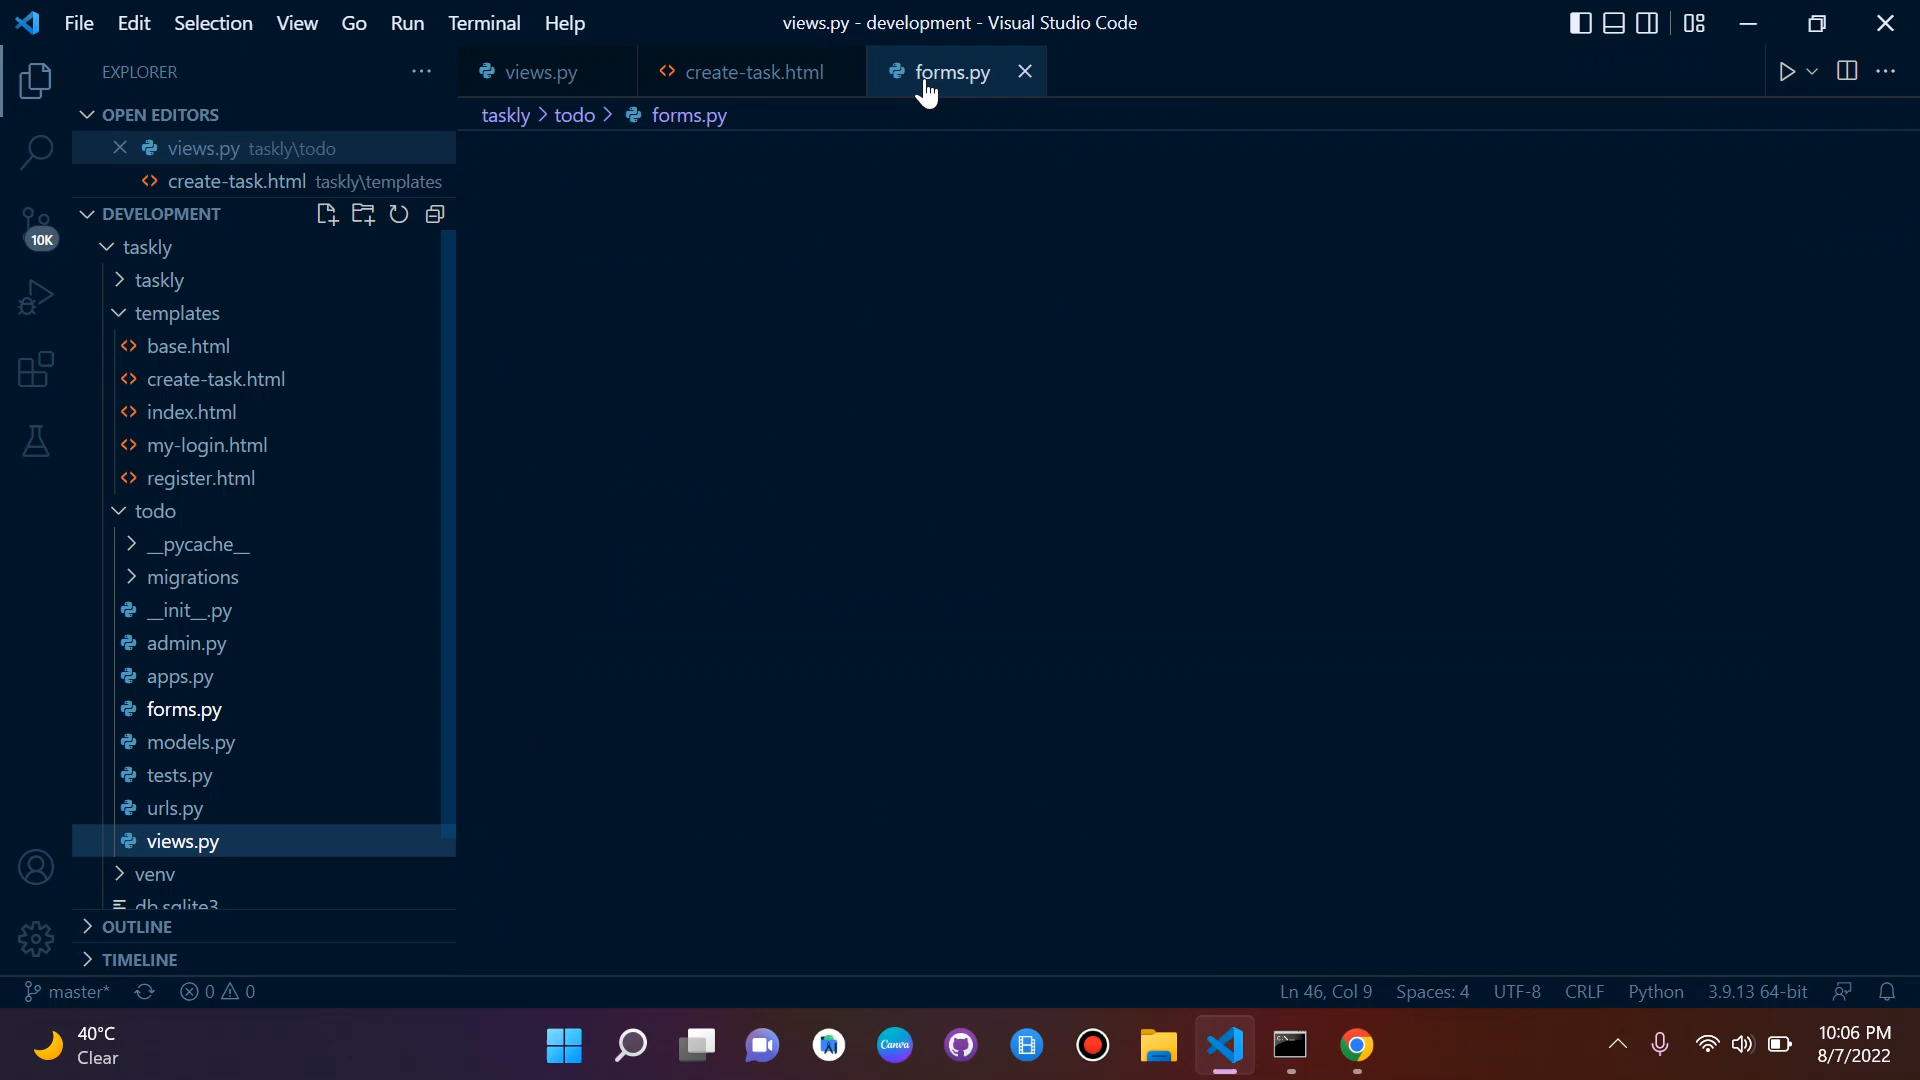 File Edit Selection View Go Run Terminal Help
views.py - development - Visual Studio Code
EXPLORER
views.py
create-task.html
forms.py
OPEN EDITORS
taskly > todo > forms.py
views.py taskly\todo
create-task.html taskly\templates
DEVELOPMENT
taskly
10K
taskly
templates
base.html
create-task.html
index.html
my-login.html
register.html
todo
__pycache__
migrations
__init__.py
admin.py
apps.py
forms.py
models.py
tests.py
urls.py
views.py
venv
db.sqlite3
OUTLINE
TIMELINE
master* 0 0
Ln 46, Col 9 Spaces: 4 UTF-8 CRLF Python 3.9.13 64-bit
40°C
Clear
Canva
10:06 PM
8/7/2022